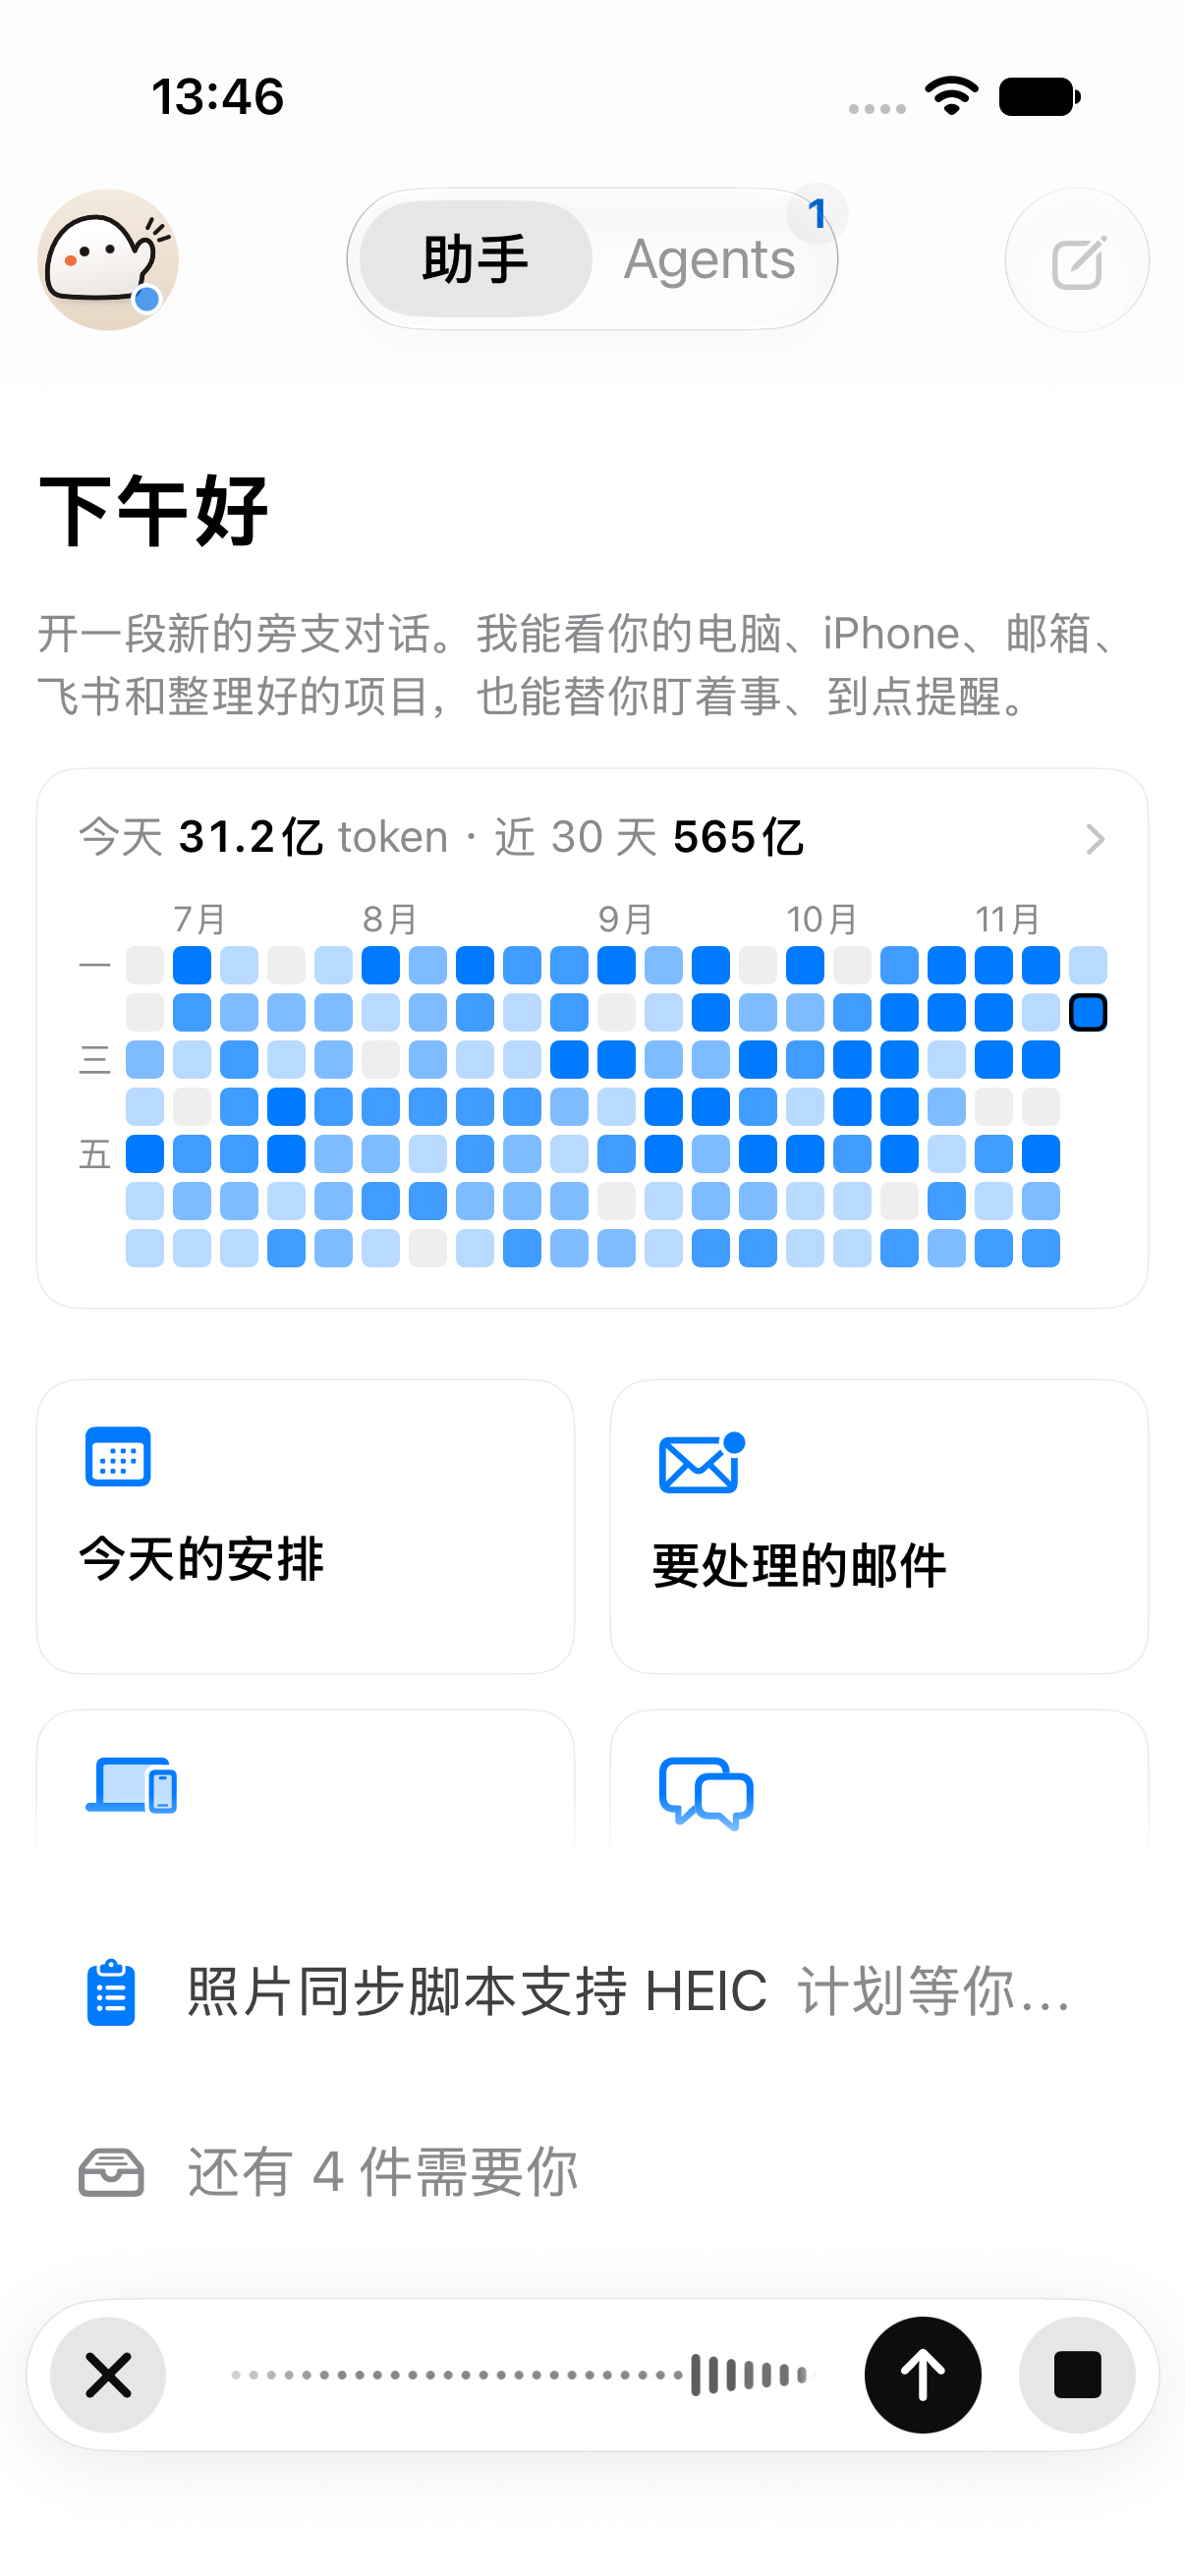 13:46
助手 Agents 1
下午好
开一段新的旁支对话。我能看你的电脑、iPhone、邮箱、
飞书和整理好的项目，也能替你盯着事、到点提醒。
今天 31.2亿 token · 近 30 天 565亿
7月 8月 9月 10月 11月
一
三
五
今天的安排
要处理的邮件
照片同步脚本支持 HEIC 计划等你...
还有 4 件需要你